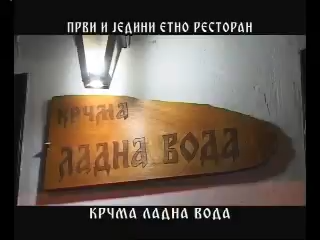 ПРВИ И ЈЕДИНИ ЕТНО РЕСТОРАН
КРЧМА
ЛАДНА ВОДА
КРЧМА ЛАДНА ВОДА